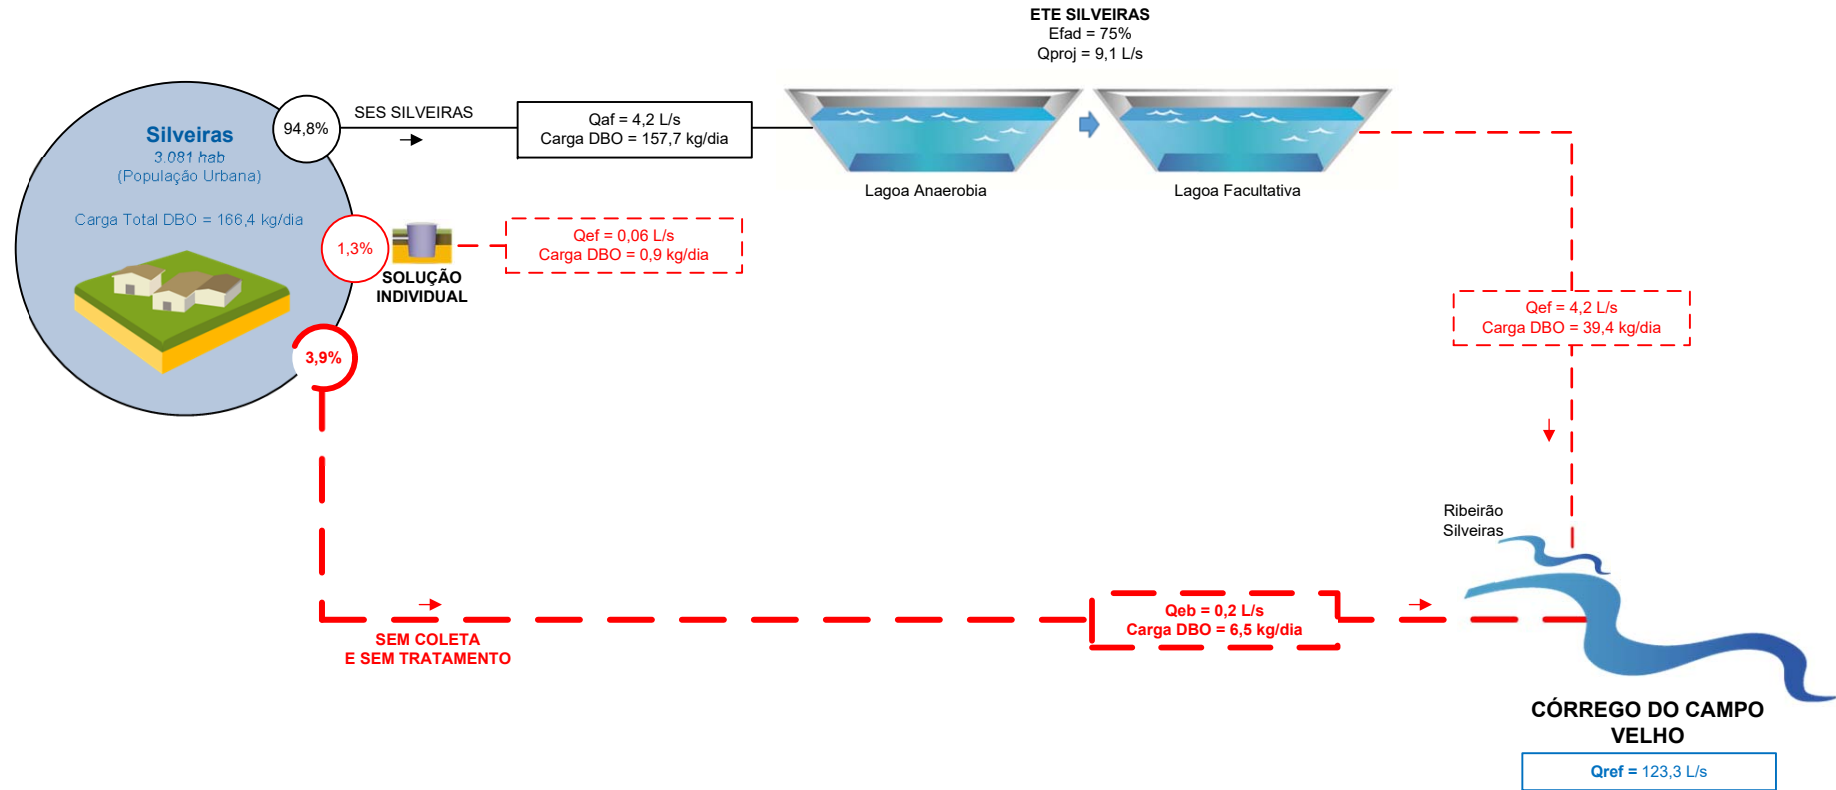 ETE SILVEIRAS
Efad = 75%
Qproj = 9,1 L/s
Silveiras
3.081 hab
(População Urbana)
Carga Total DBO = 166,4 kg/dia
94,8%
SES SILVEIRAS
Qaf = 4,2 L/s
Carga DBO = 157,7 kg/dia
Lagoa Anaerobia
Lagoa Facultativa
1,3%
SOLUÇÃO
INDIVIDUAL
Qef = 0,06 L/s
Carga DBO = 0,9 kg/dia
Qef = 4,2 L/s
Carga DBO = 39,4 kg/dia
3,9%
SEM COLETA
E SEM TRATAMENTO
Qeb = 0,2 L/s
Carga DBO = 6,5 kg/dia
Ribeirão
Silveiras
CÓRREGO DO CAMPO
VELHO
Qref = 123,3 L/s